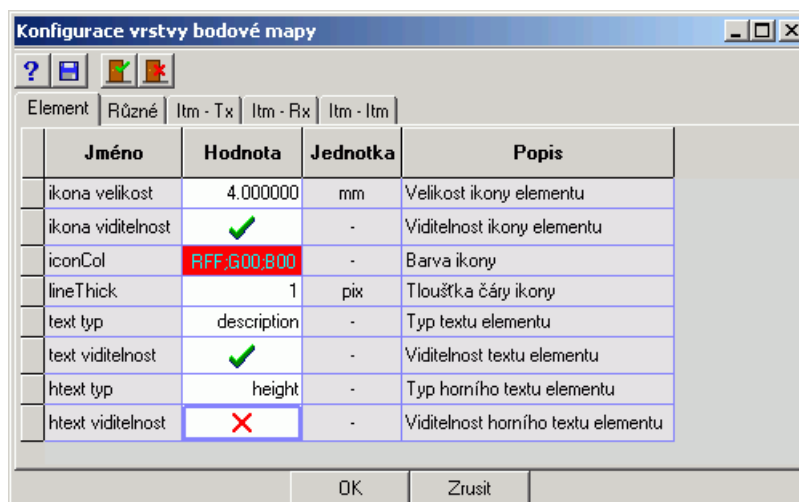 Konfigurace vrstvy bodové mapy
?
Element Různé Itm - Tx Itm - Rx Itm - Itm
Jméno Hodnota Jednotka Popis
ikona velikost 4.000000 mm Velikost ikony elementu
ikona viditelnost - Viditelnost ikony elementu
iconCol RFF;G00;B00 - Barva ikony
lineThick 1 pix Tloušťka čáry ikony
text typ description - Typ textu elementu
text viditelnost - Viditelnost textu elementu
htext typ height - Typ horního textu elementu
htext viditelnost - Viditelnost horního textu elementu
OK Zrusit